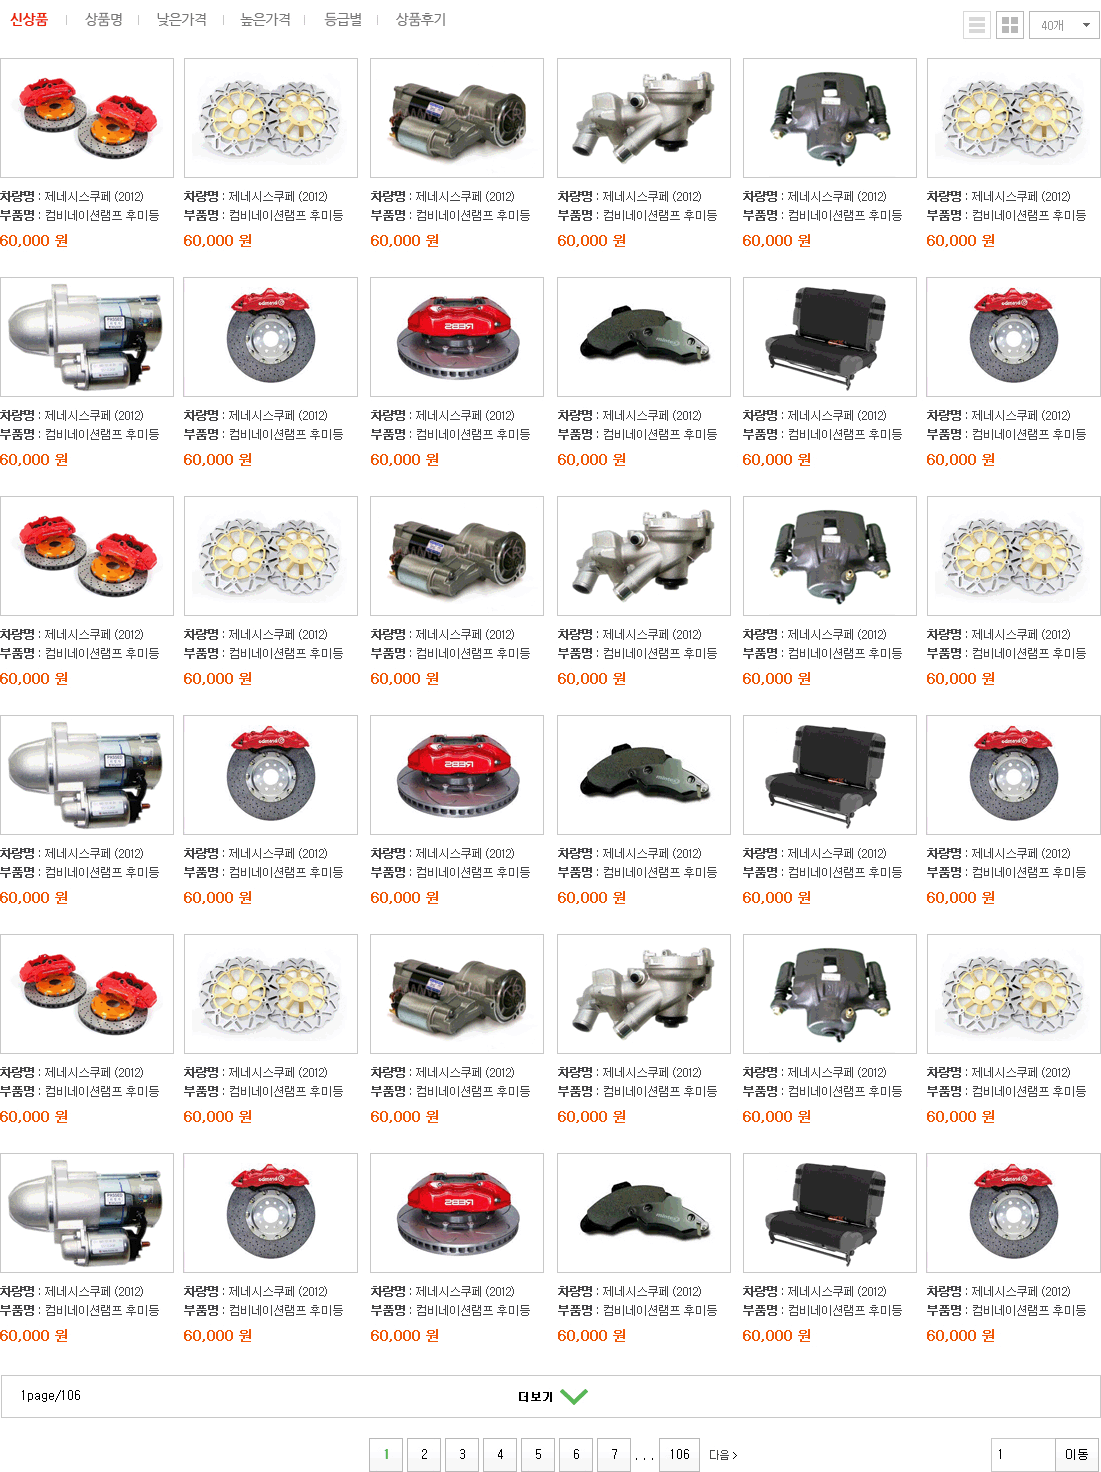 신상품 상품명 낮은가격 높은가격 등급별 상품후기 40개
차량명 : 제네시스쿠페 (2012) 차량명 : 제네시스쿠페 (2012) 차량명 : 제네시스쿠페 (2012) 차량명 : 제네시스쿠페 (2012) 차량명 : 제네시스쿠페 (2012) 차량명 : 제네시스쿠페 (2012)
부품명 : 컴비네이션램프 후미등 부품명 : 컴비네이션램프 후미등 부품명 : 컴비네이션램프 후미등 부품명 : 컴비네이션램프 후미등 부품명 : 컴비네이션램프 후미등 부품명 : 컴비네이션램프 후미등
60,000 원 60,000 원 60,000 원 60,000 원 60,000 원 60,000 원
차량명 : 제네시스쿠페 (2012) 차량명 : 제네시스쿠페 (2012) 차량명 : 제네시스쿠페 (2012) 차량명 : 제네시스쿠페 (2012) 차량명 : 제네시스쿠페 (2012) 차량명 : 제네시스쿠페 (2012)
부품명 : 컴비네이션램프 후미등 부품명 : 컴비네이션램프 후미등 부품명 : 컴비네이션램프 후미등 부품명 : 컴비네이션램프 후미등 부품명 : 컴비네이션램프 후미등 부품명 : 컴비네이션램프 후미등
60,000 원 60,000 원 60,000 원 60,000 원 60,000 원 60,000 원
차량명 : 제네시스쿠페 (2012) 차량명 : 제네시스쿠페 (2012) 차량명 : 제네시스쿠페 (2012) 차량명 : 제네시스쿠페 (2012) 차량명 : 제네시스쿠페 (2012) 차량명 : 제네시스쿠페 (2012)
부품명 : 컴비네이션램프 후미등 부품명 : 컴비네이션램프 후미등 부품명 : 컴비네이션램프 후미등 부품명 : 컴비네이션램프 후미등 부품명 : 컴비네이션램프 후미등 부품명 : 컴비네이션램프 후미등
60,000 원 60,000 원 60,000 원 60,000 원 60,000 원 60,000 원
차량명 : 제네시스쿠페 (2012) 차량명 : 제네시스쿠페 (2012) 차량명 : 제네시스쿠페 (2012) 차량명 : 제네시스쿠페 (2012) 차량명 : 제네시스쿠페 (2012) 차량명 : 제네시스쿠페 (2012)
부품명 : 컴비네이션램프 후미등 부품명 : 컴비네이션램프 후미등 부품명 : 컴비네이션램프 후미등 부품명 : 컴비네이션램프 후미등 부품명 : 컴비네이션램프 후미등 부품명 : 컴비네이션램프 후미등
60,000 원 60,000 원 60,000 원 60,000 원 60,000 원 60,000 원
차량명 : 제네시스쿠페 (2012) 차량명 : 제네시스쿠페 (2012) 차량명 : 제네시스쿠페 (2012) 차량명 : 제네시스쿠페 (2012) 차량명 : 제네시스쿠페 (2012) 차량명 : 제네시스쿠페 (2012)
부품명 : 컴비네이션램프 후미등 부품명 : 컴비네이션램프 후미등 부품명 : 컴비네이션램프 후미등 부품명 : 컴비네이션램프 후미등 부품명 : 컴비네이션램프 후미등 부품명 : 컴비네이션램프 후미등
60,000 원 60,000 원 60,000 원 60,000 원 60,000 원 60,000 원
차량명 : 제네시스쿠페 (2012) 차량명 : 제네시스쿠페 (2012) 차량명 : 제네시스쿠페 (2012) 차량명 : 제네시스쿠페 (2012) 차량명 : 제네시스쿠페 (2012) 차량명 : 제네시스쿠페 (2012)
부품명 : 컴비네이션램프 후미등 부품명 : 컴비네이션램프 후미등 부품명 : 컴비네이션램프 후미등 부품명 : 컴비네이션램프 후미등 부품명 : 컴비네이션램프 후미등 부품명 : 컴비네이션램프 후미등
60,000 원 60,000 원 60,000 원 60,000 원 60,000 원 60,000 원
1page/106 더보기
1 2 3 4 5 6 7 ... 106 다음 > 1 이동